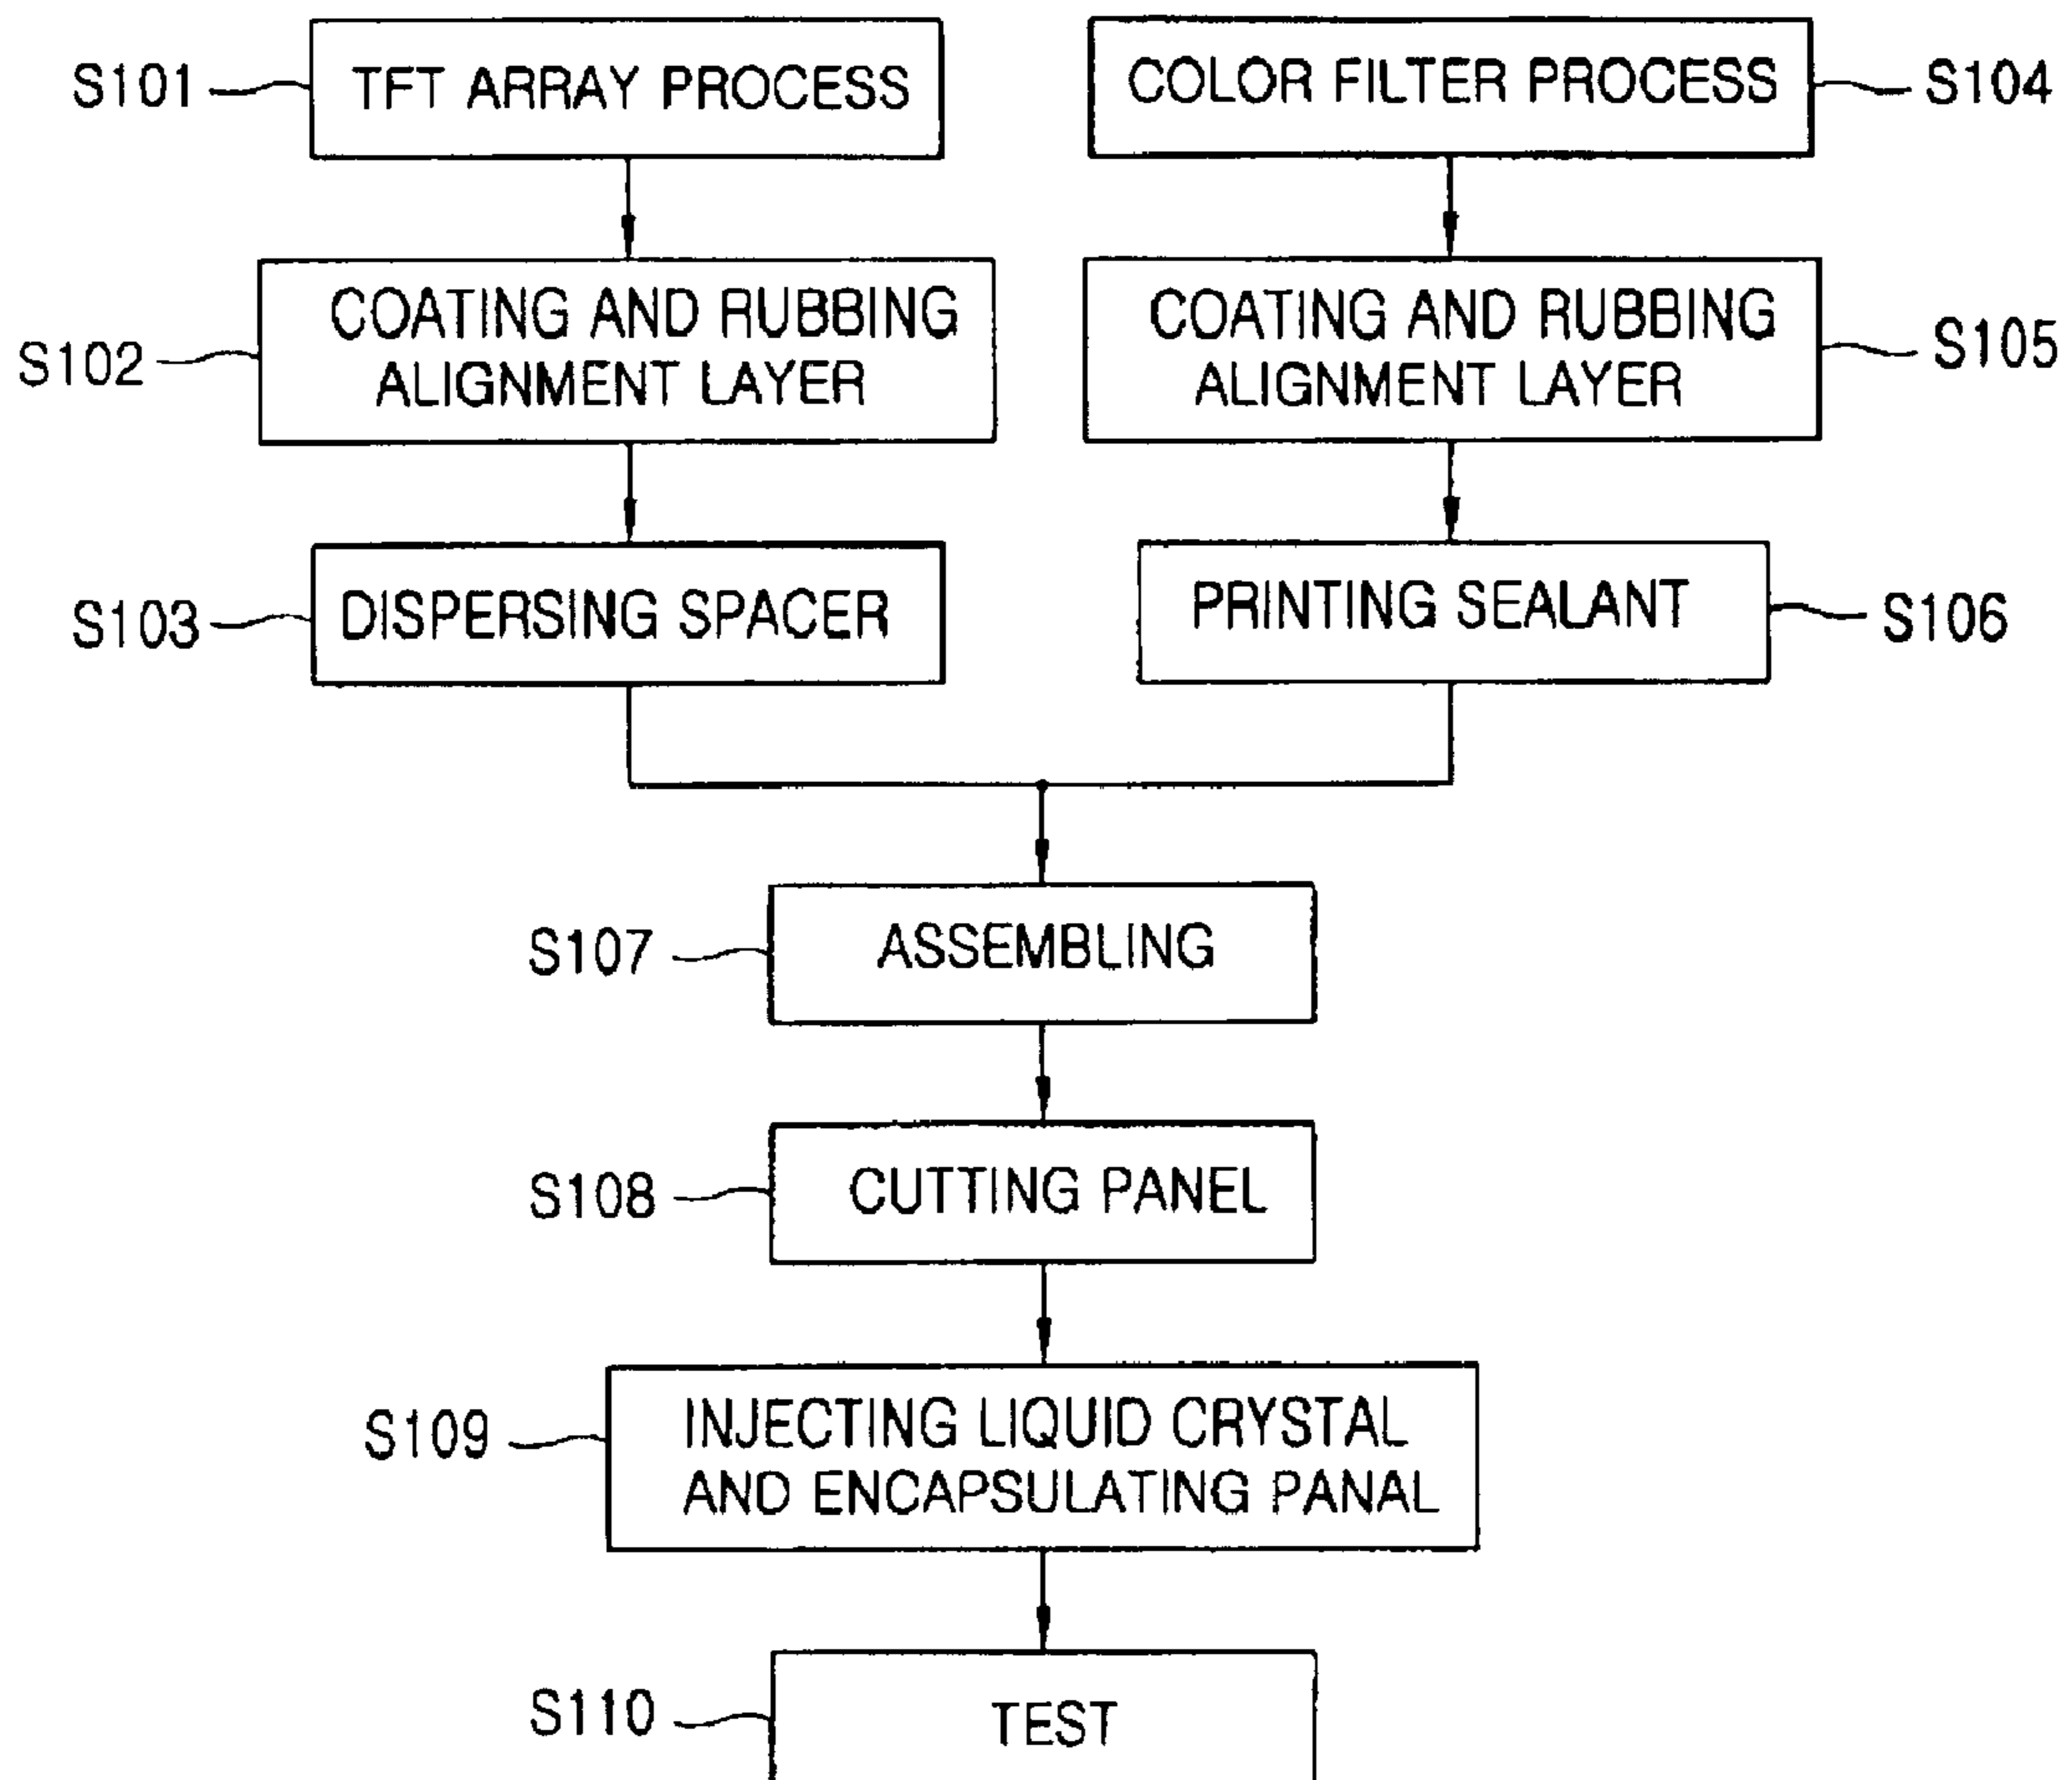 S101
TFT ARRAY PROCESS
COLOR FILTER PROCESS
S104
S102
COATING AND RUBBING
ALIGNMENT LAYER
COATING AND RUBBING
ALIGNMENT LAYER
S105
S103
DISPERSING SPACER
PRINTING SEALANT
S106
S107
ASSEMBLING
S108
CUTTING PANEL
S109
INJECTING LIQUID CRYSTAL
AND ENCAPSULATING PANAL
S110
TEST